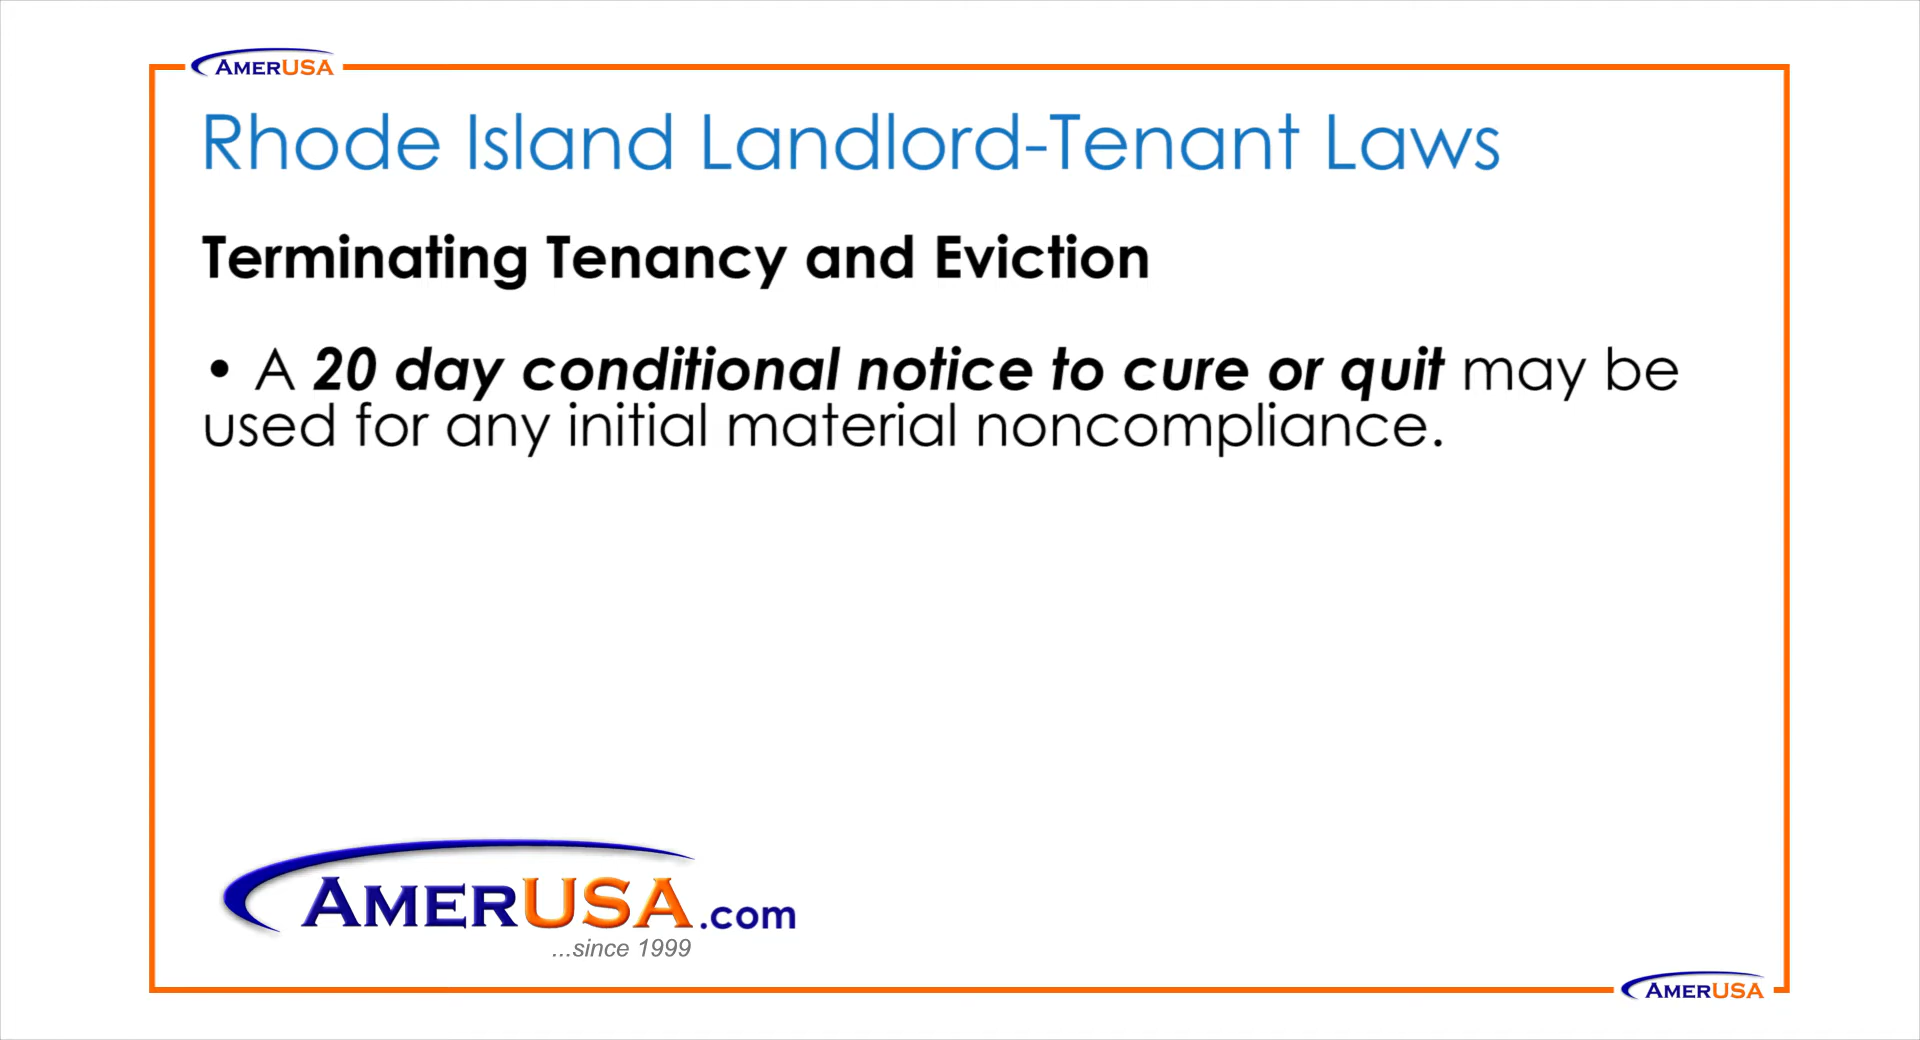 AMERUSA
Rhode Island Landlord-Tenant Laws
Terminating Tenancy and Eviction
• A 20 day conditional notice to cure or quit may be
used for any initial material noncompliance.
AMERUSA.com
...since 1999
AMERUSA